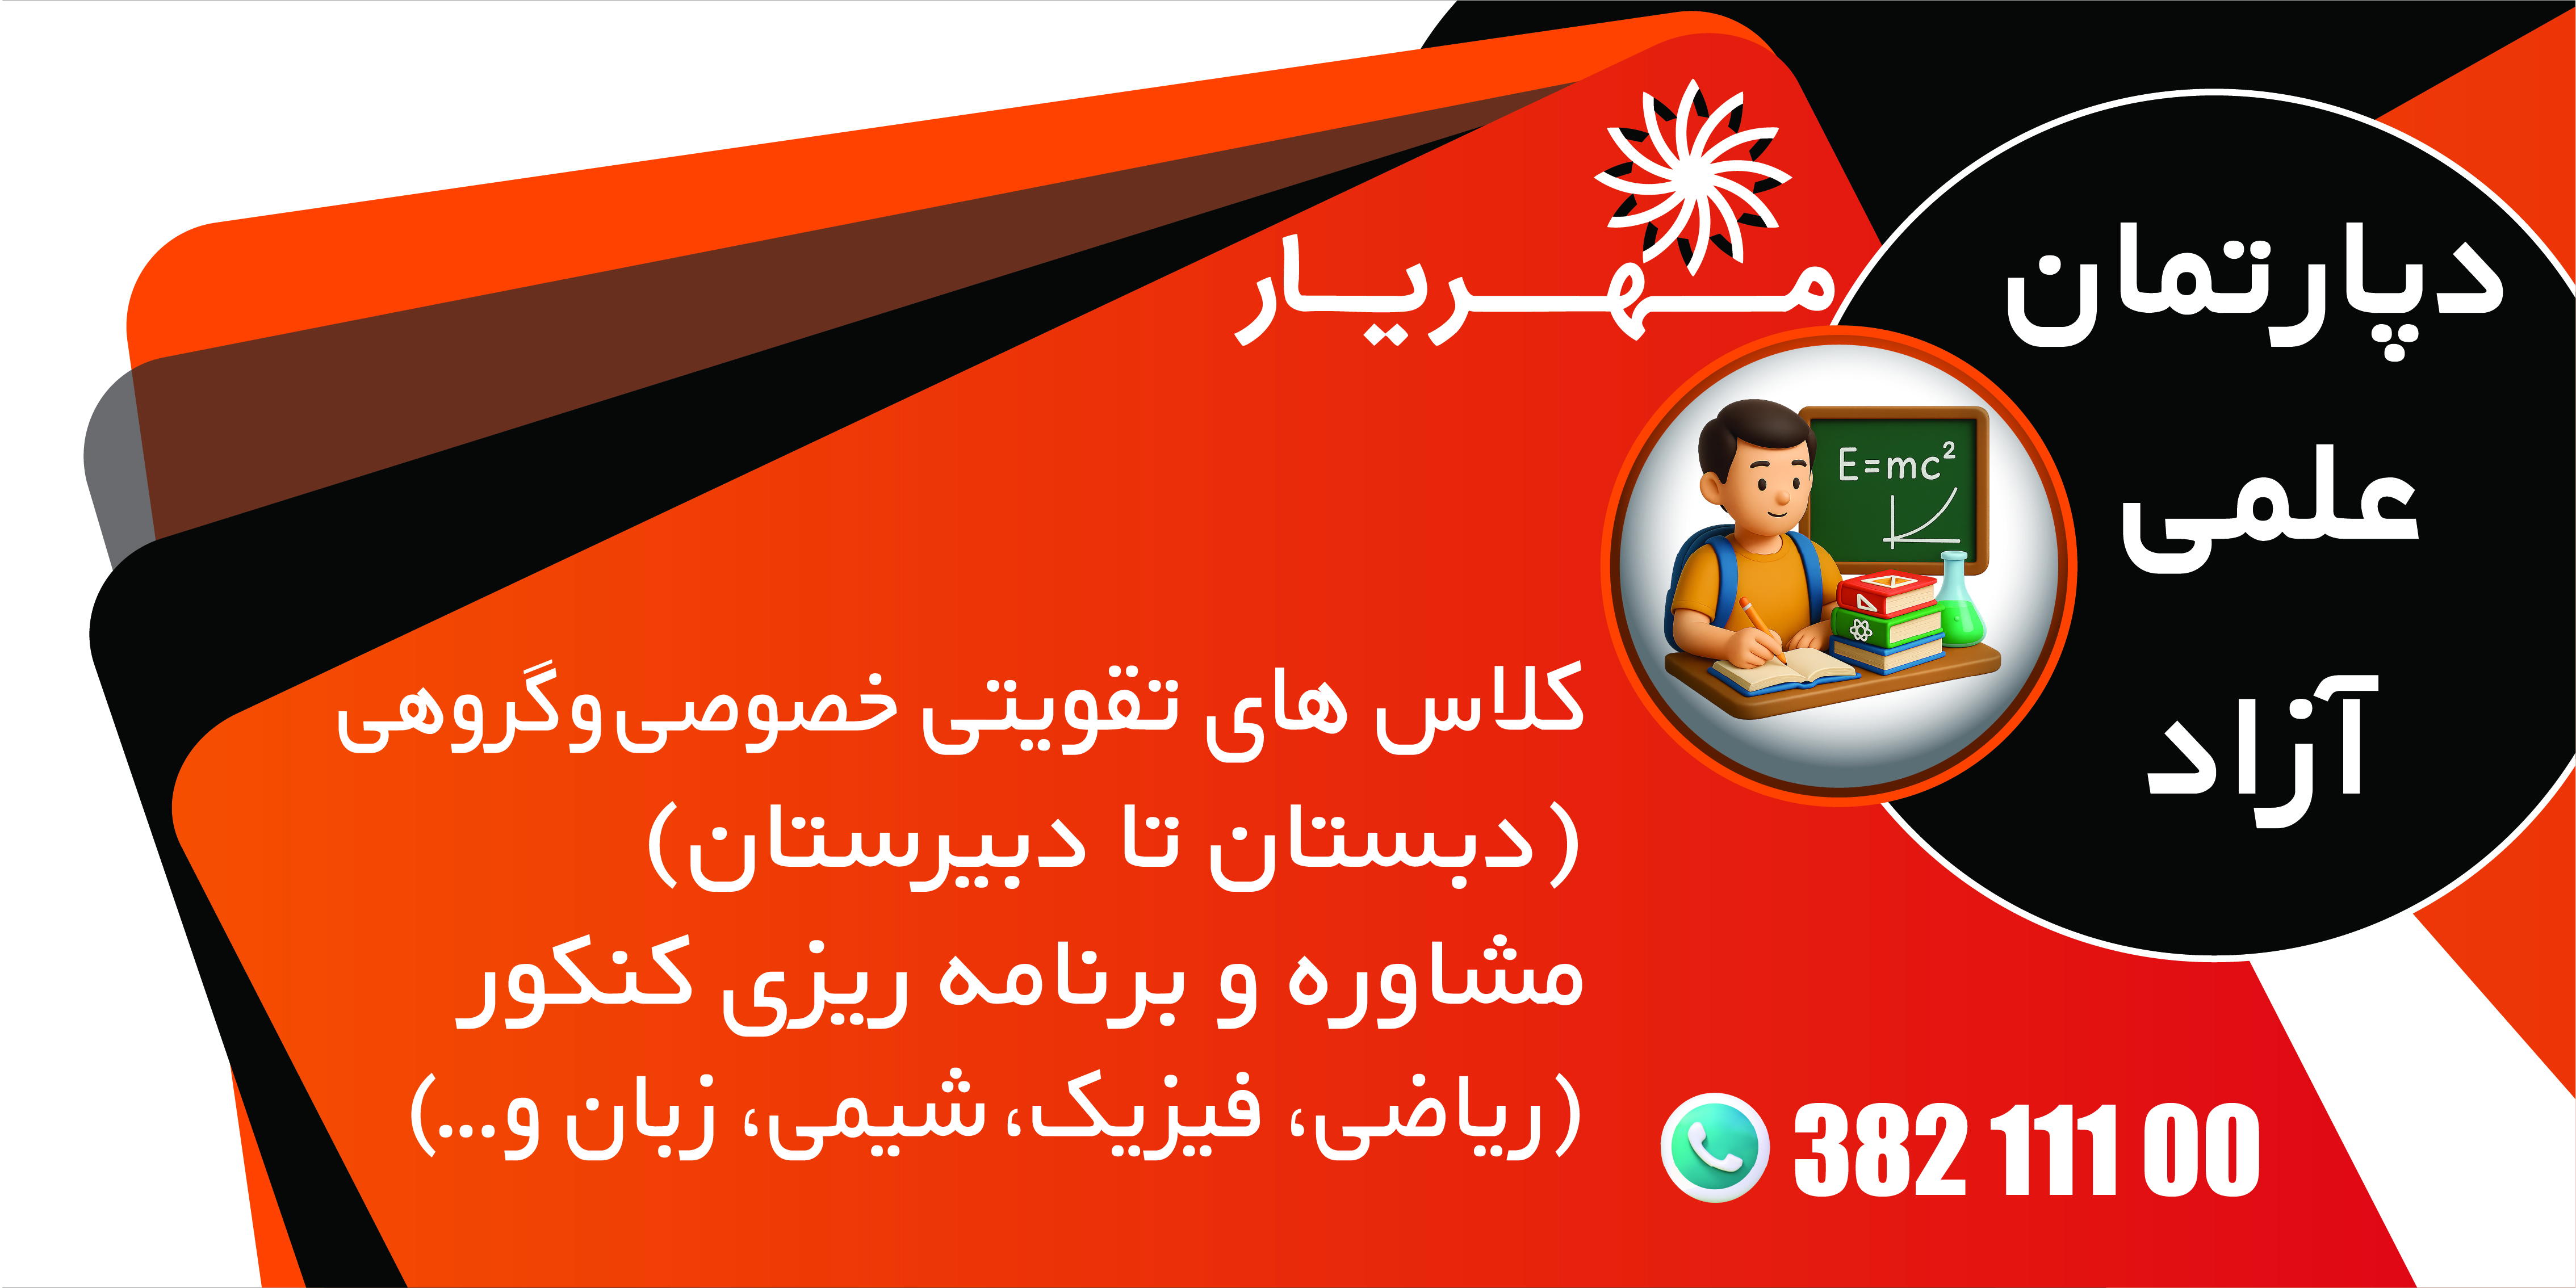 مهریار
دپارتمان
علمی
آزاد
E=mc²
کلاس های تقویتی خصوصی وگروهی
(دبستان تا دبیرستان)
مشاوره و برنامه ریزی کنکور
(ریاضی، فیزیک، شیمی، زبان و...)
382 111 00